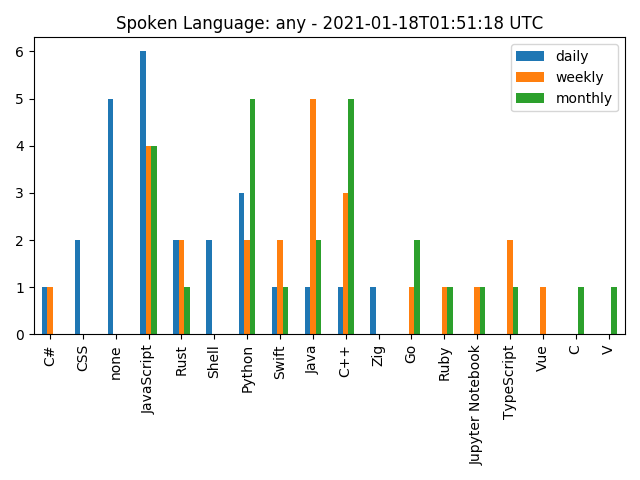 Spoken Language: any - 2021-01-18T01:51:18 UTC
daily
weekly
monthly
6
5
4
3
2
1
0
C#
CSS
none
JavaScript
Rust
Shell
Python
Swift
Java
C++
Zig
Go
Ruby
Jupyter Notebook
TypeScript
Vue
C
V